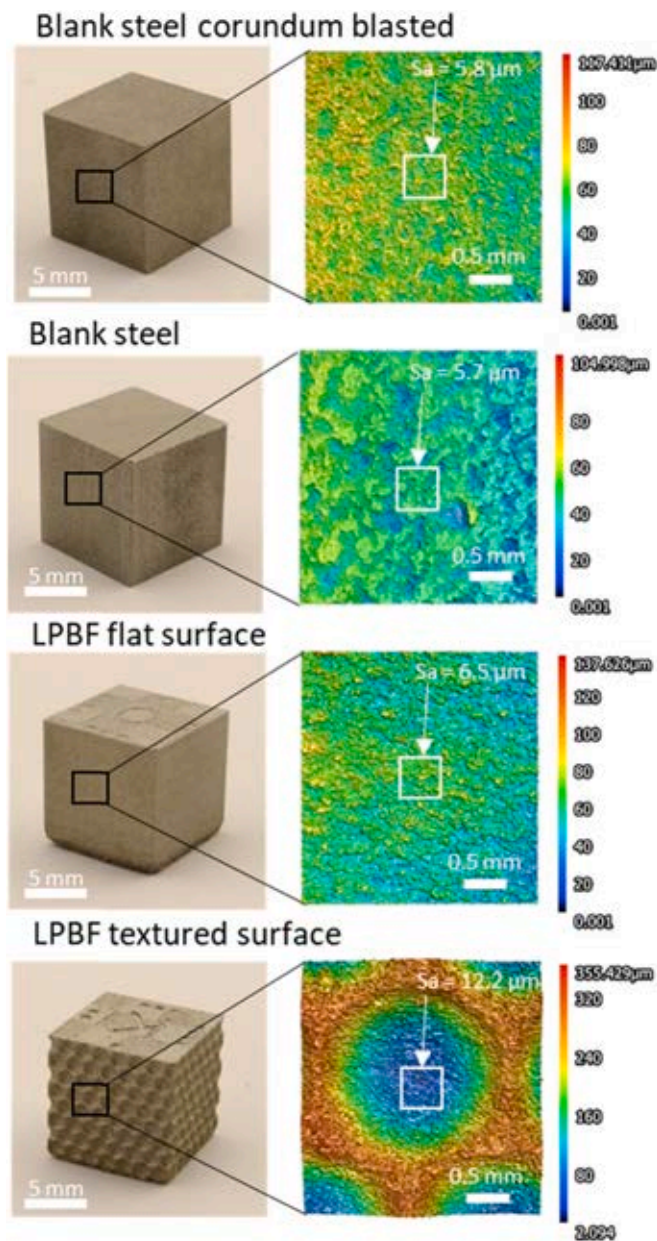 Blank steel corundum blasted
Sa = 5.8 µm
5 mm
0.5 mm
117.411µm
100
80
60
40
20
0.001
Blank steel
Sa = 5.7 µm
5 mm
0.5 mm
104.998µm
80
60
40
20
0.001
LPBF flat surface
Sa = 6.5 µm
5 mm
0.5 mm
137.626µm
120
100
80
60
40
20
0.001
LPBF textured surface
Sa = 12.2 µm
5 mm
0.5 mm
355.429µm
320
240
160
80
2.094